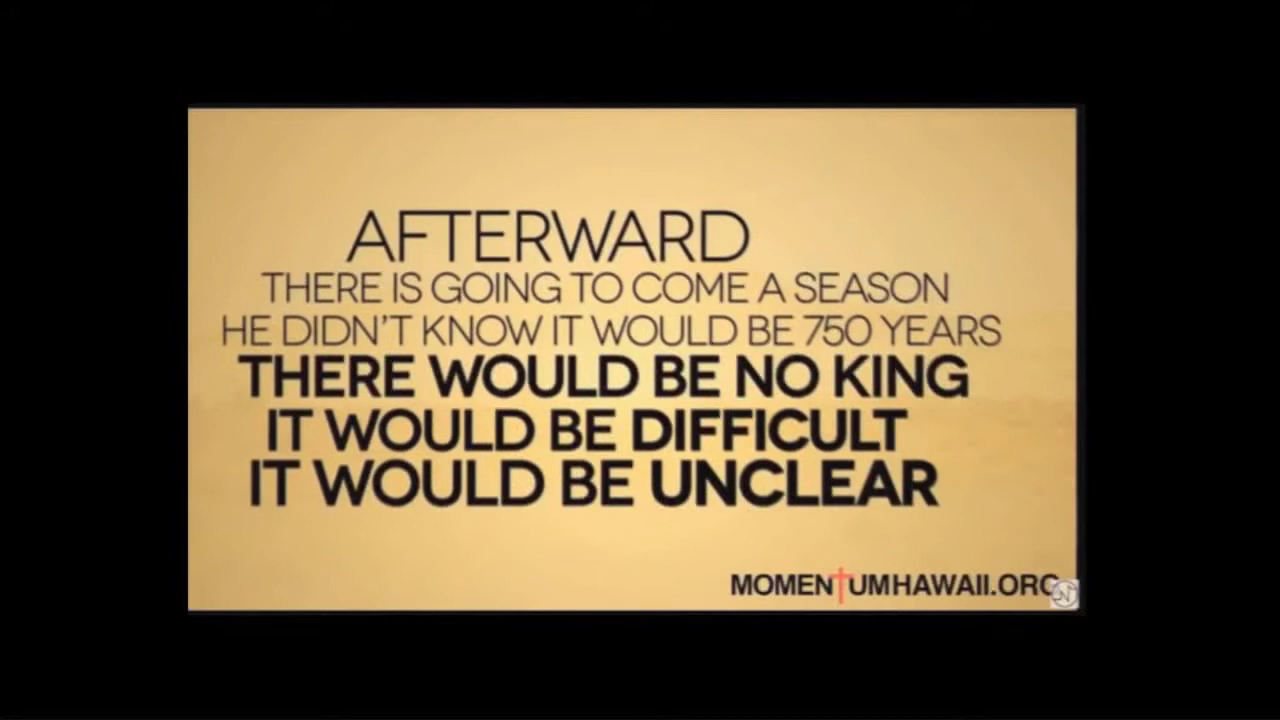 AFTERWARD
THERE IS GOING TO COME A SEASON
HE DIDN'T KNOW IT WOULD BE 750 YEARS
THERE WOULD BE NO KING
IT WOULD BE DIFFICULT
IT WOULD BE UNCLEAR
MOMENTUMHAWAII.ORG